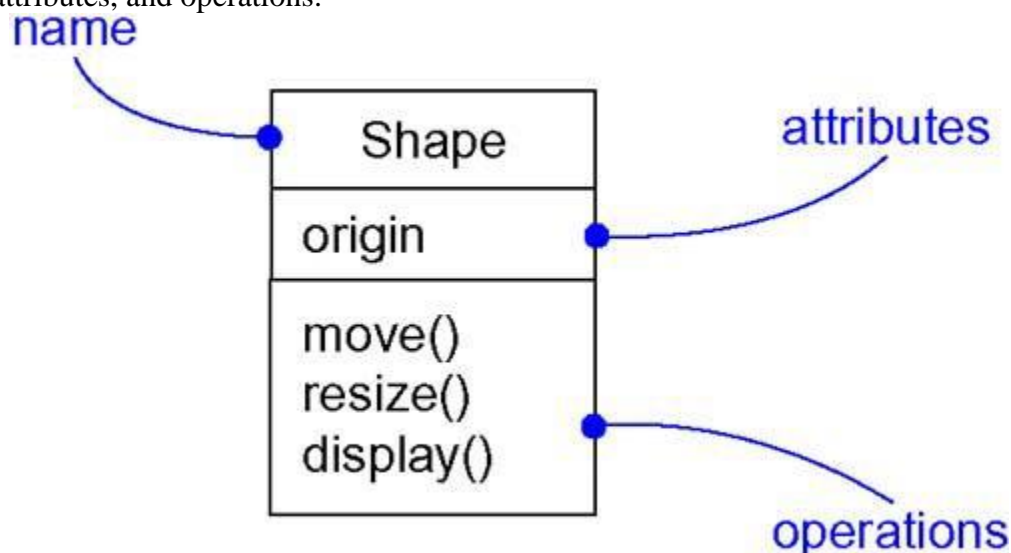 attributes, and operations.
name
Shape
attributes
origin
move()
resize()
display()
operations